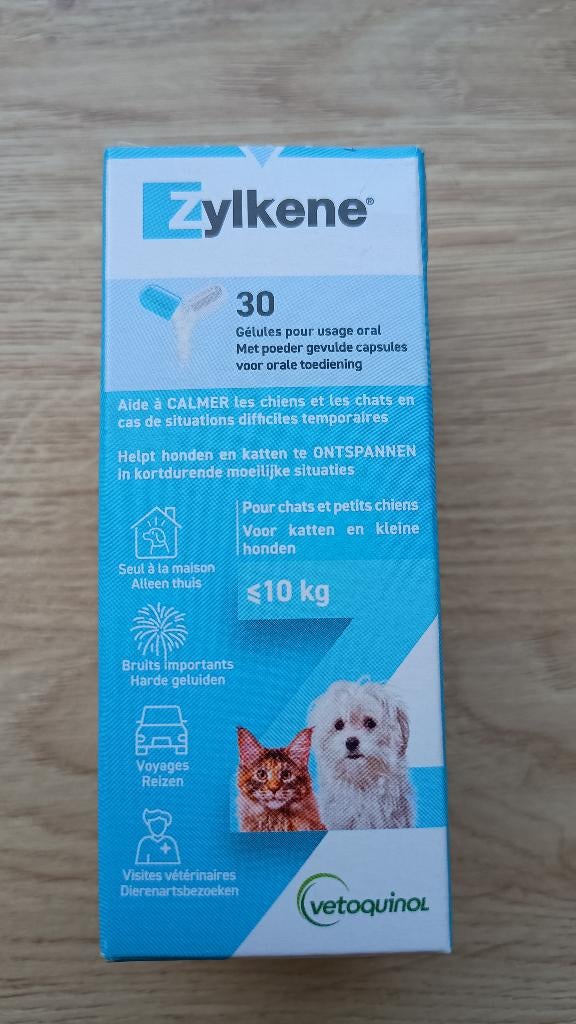 Zylkene®
30
Gélules pour usage oral
Met poeder gevulde capsules
voor orale toediening
Aide à CALMER les chiens et les chats en
cas de situations difficiles temporaires
Helpt honden en katten te ONTSPANNEN
in kortdurende moeilijke situaties
Pour chats et petits chiens
Voor katten en kleine
honden
≤10 kg
Seul à la maison
Alleen thuis
Bruits importants
Harde geluiden
Voyages
Reizen
Visites vétérinaires
Dierenartsbezoeken
vetoquinol